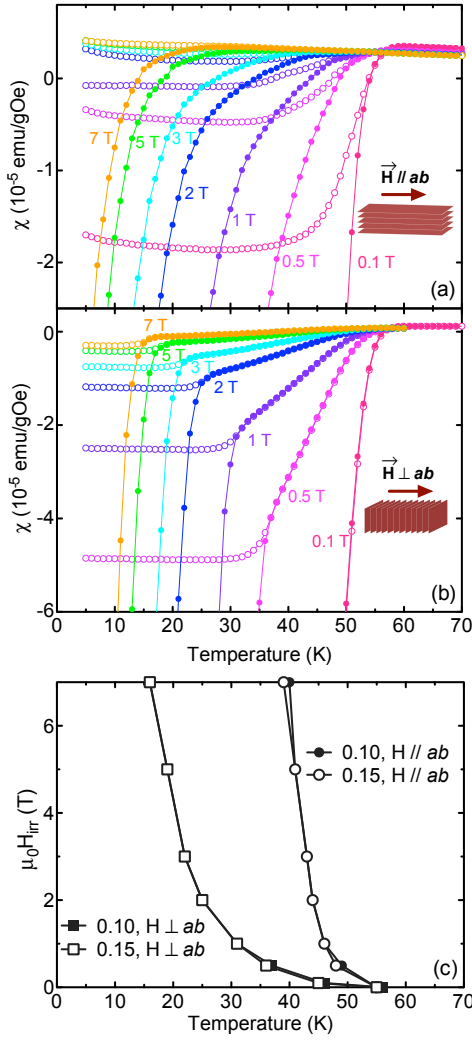 0
-1
-2
χ (10-5 emu/gOe)
7 T
5 T
3 T
2 T
1 T
0.5 T
0.1 T
H // ab
(a)
0
-2
-4
-6
χ (10-5 emu/gOe)
7 T
5 T
3 T
2 T
1 T
0.5 T
0.1 T
H ⊥ ab
(b)
0 10 20 30 40 50 60 70
Temperature (K)
6
4
2
0
μ0Hirr (T)
0.10, H // ab
0.15, H // ab
0.10, H ⊥ ab
0.15, H ⊥ ab
(c)
0 10 20 30 40 50 60 70
Temperature (K)